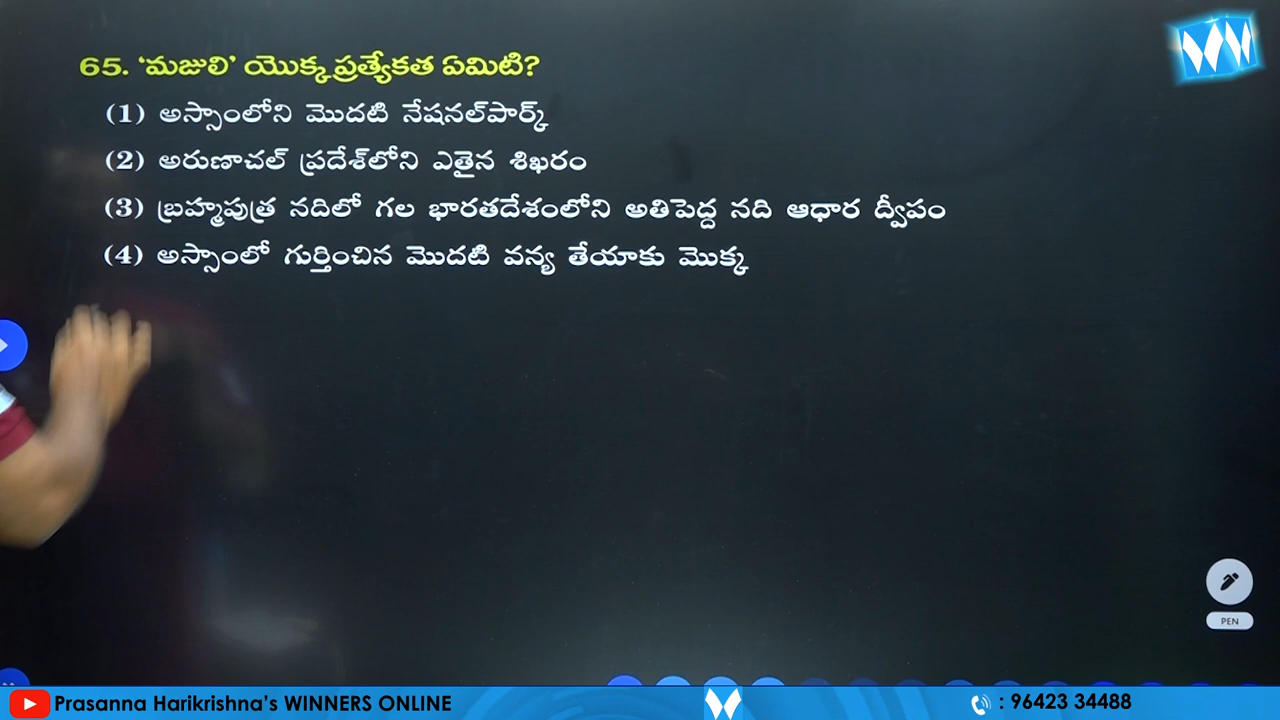 65. ‘మజులి’ యొక్క ప్రత్యేకత ఏమిటి?
(1) అస్సాంలోని మొదటి నేషనల్‌పార్క్
(2) అరుణాచల్ ప్రదేశ్‌లోని ఎతైన శిఖరం
(3) బ్రహ్మపుత్ర నదిలో గల భారతదేశంలోని అతిపెద్ద నది ఆధార ద్వీపం
(4) అస్సాంలో గుర్తించిన మొదటి వన్య తేయాకు మొక్క
PEN
Prasanna Harikrishna's WINNERS ONLINE
: 96423 34488